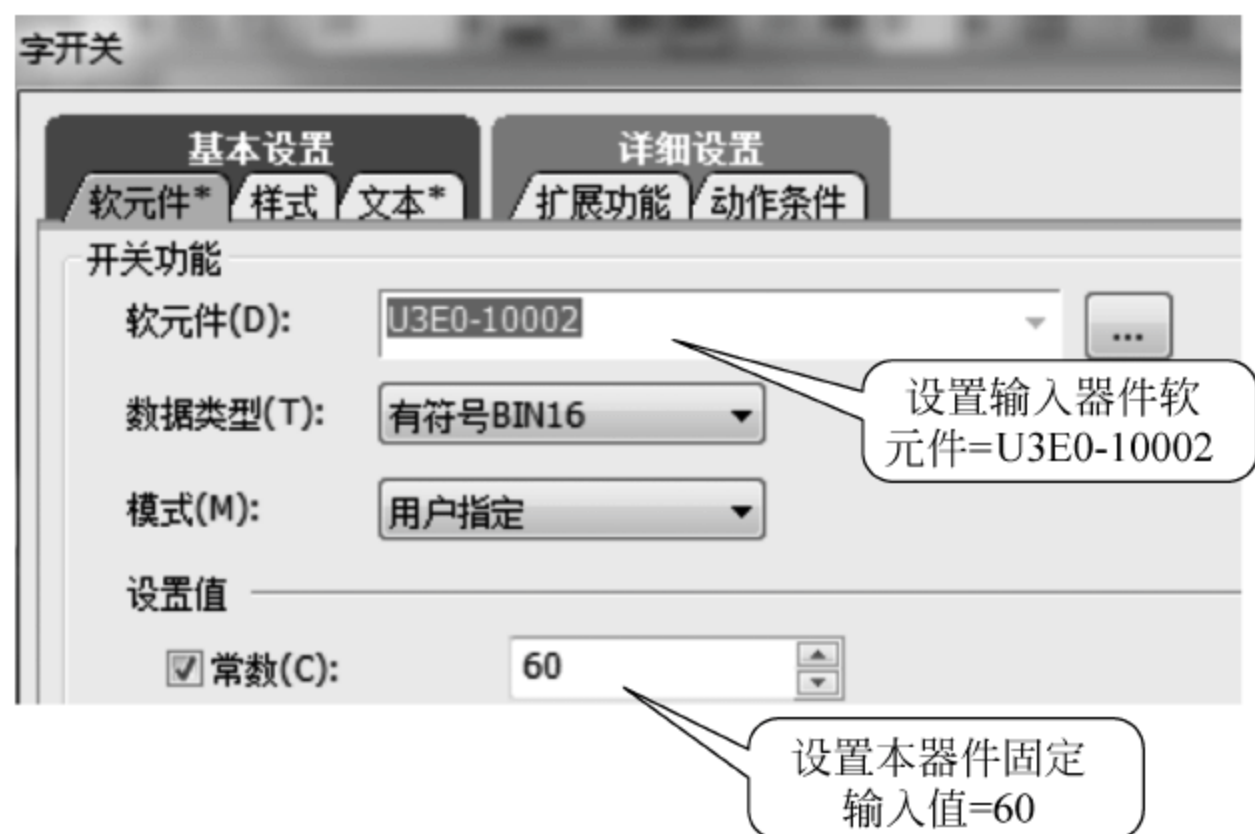 字开关
基本设置
详细设置
软元件* 样式 文本* 扩展功能 动作条件
开关功能
软元件(D): U3E0-10002 ...
设置输入器件软
元件=U3E0-10002
数据类型(T): 有符号BIN16
模式(M): 用户指定
设置值
常数(C): 60
设置本器件固定
输入值=60